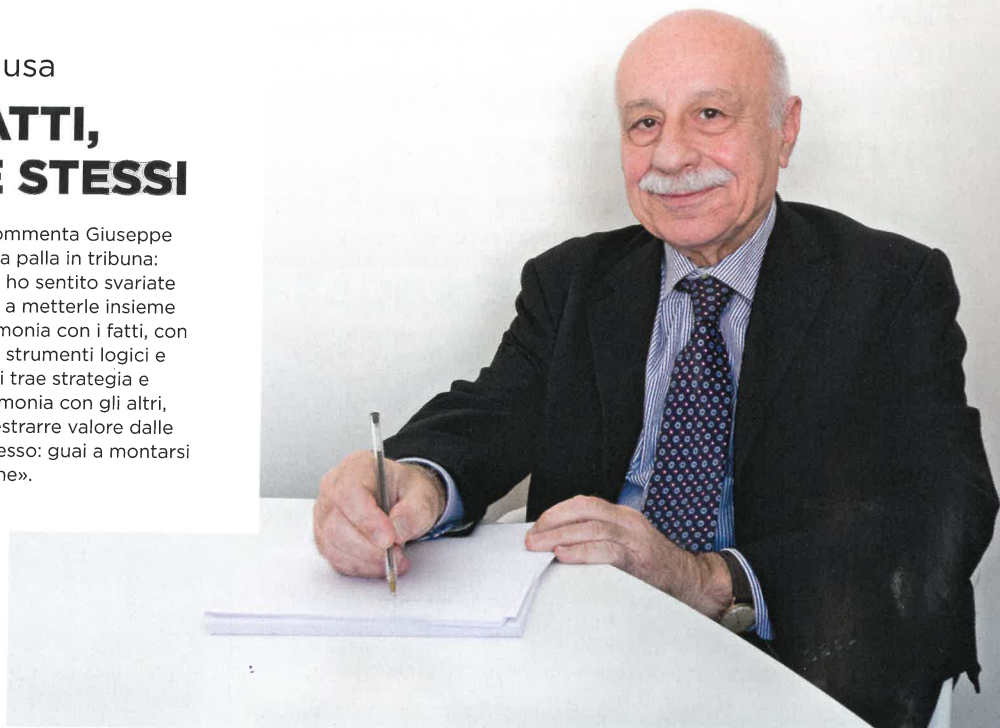 usa
ATTI,
E STESSI
ommenta Giuseppe
a palla in tribuna:
ho sentito svariate
a metterle insieme
monia con i fatti, con
strumenti logici e
i trae strategia e
monia con gli altri,
estrarre valore dalle
esso: guai a montarsi
ne».